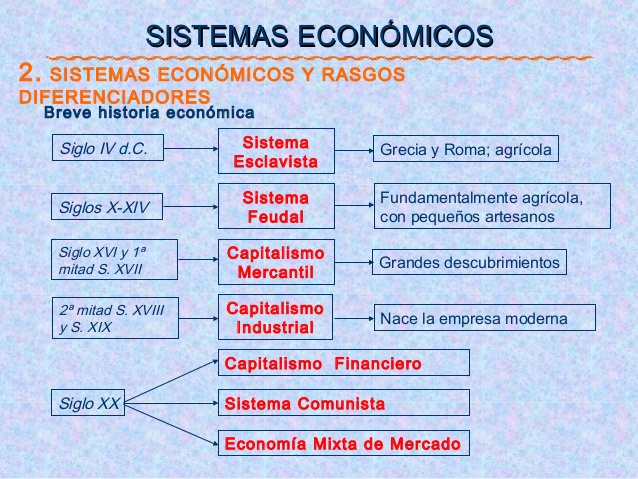 SISTEMAS ECONÓMICOS
2. SISTEMAS ECONÓMICOS Y RASGOS
DIFERENCIADORES
Breve historia económica
Siglo IV d.C.
Sistema
Esclavista
Grecia y Roma; agrícola
Siglos X-XIV
Sistema
Feudal
Fundamentalmente agrícola,
con pequeños artesanos
Siglo XVI y 1ª
mitad S. XVII
Capitalismo
Mercantil
Grandes descubrimientos
2ª mitad S. XVIII
y S. XIX
Capitalismo
Industrial
Nace la empresa moderna
Siglo XX
Capitalismo Financiero
Sistema Comunista
Economía Mixta de Mercado